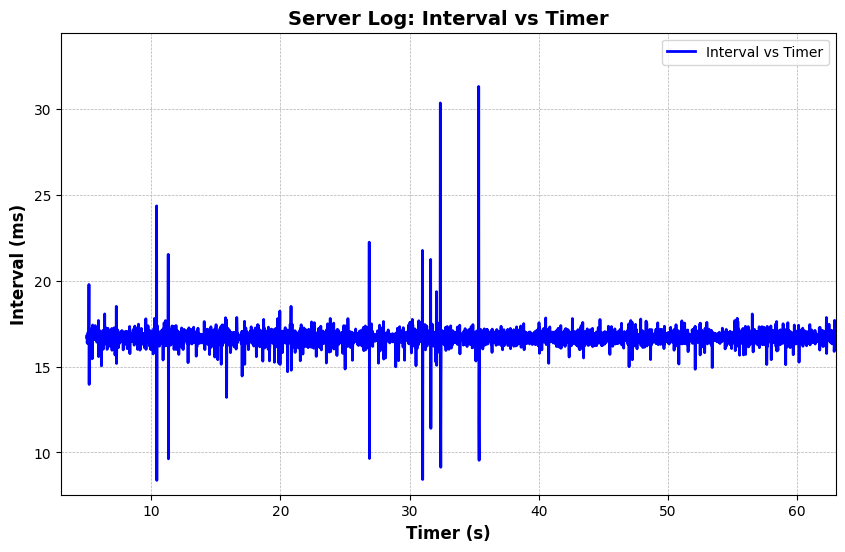 Server Log: Interval vs Timer
Interval vs Timer
Interval (ms)
30
25
20
15
10
10 20 30 40 50 60
Timer (s)